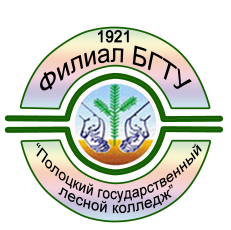 1921
Филиал БГТУ
“Полоцкий государственный
лесной колледж”